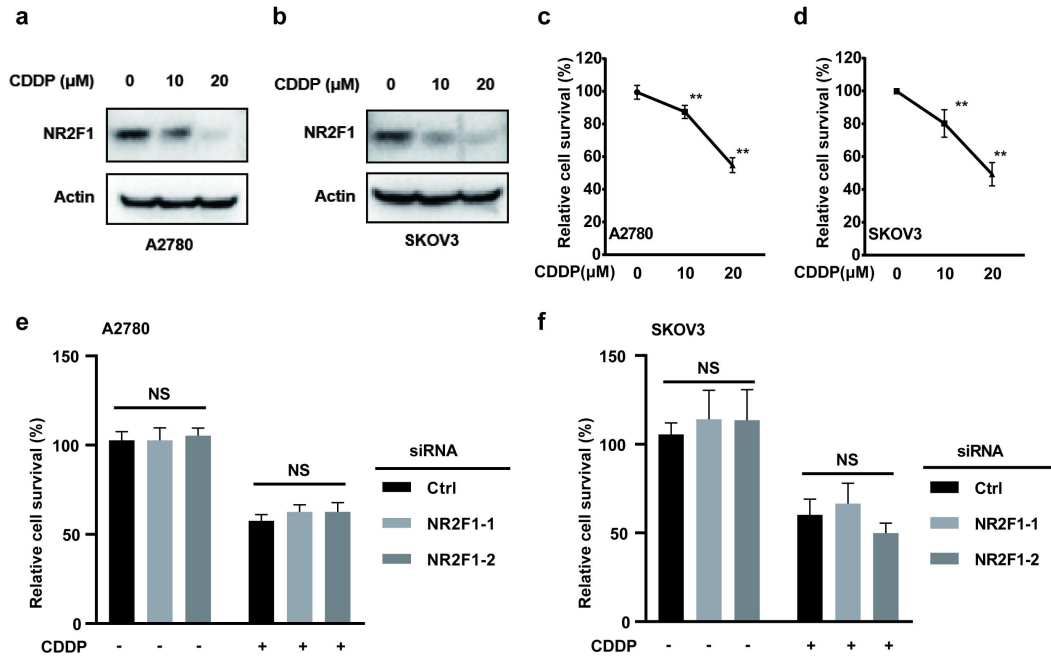 a
CDDP (μM) 0 10 20
NR2F1
Actin
A2780
b
CDDP (μM) 0 10 20
NR2F1
Actin
SKOV3
c
Relative cell survival (%)
120
100
80
60
40
20
0
**
**
A2780
CDDP(μM) 0 10 20
d
Relative cell survival (%)
120
100
80
60
40
20
0
**
**
SKOV3
CDDP(μM) 0 10 20
e
A2780
Relative cell survival (%)
150
100
50
0
NS
NS
CDDP - - - + + +
siRNA
Ctrl
NR2F1-1
NR2F1-2
f
SKOV3
Relative cell survival (%)
150
100
50
0
NS
NS
CDDP - - - + + +
siRNA
Ctrl
NR2F1-1
NR2F1-2